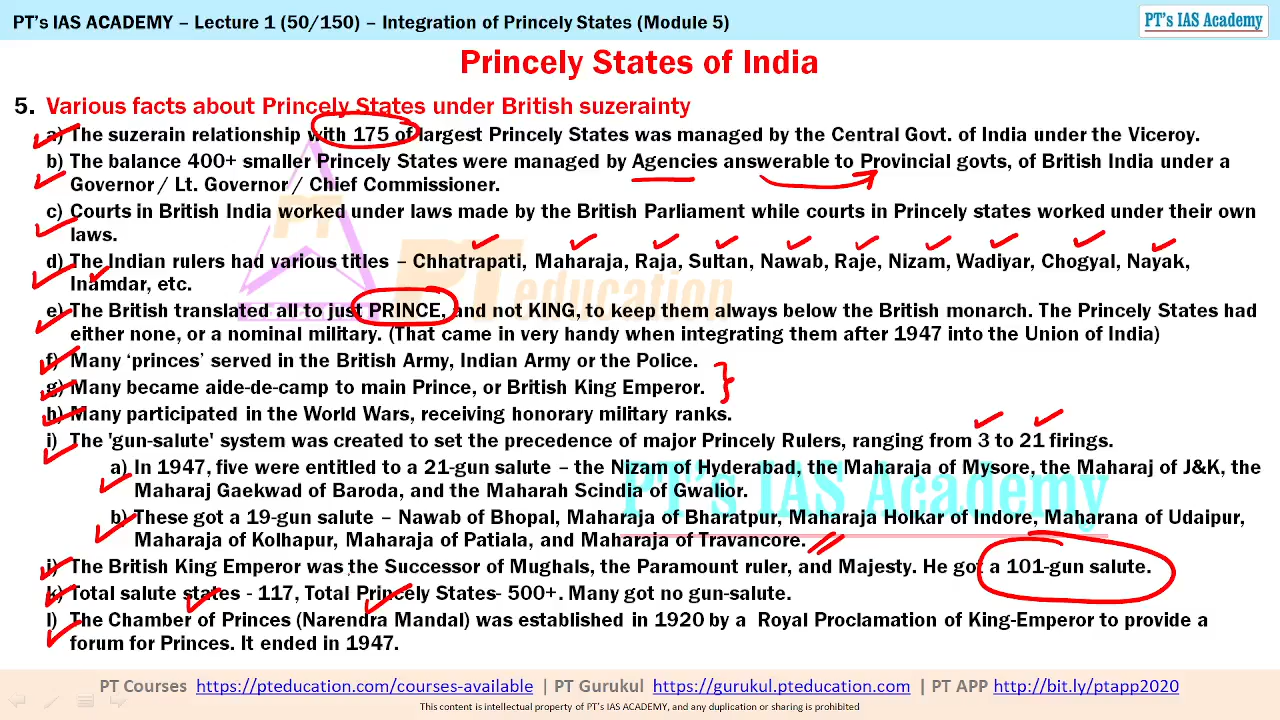 PT's IAS ACADEMY – Lecture 1 (50/150) – Integration of Princely States (Module 5)
PT's IAS Academy
Princely States of India
5. Various facts about Princely States under British suzerainty
a) The suzerain relationship with 175 of largest Princely States was managed by the Central Govt. of India under the Viceroy.
b) The balance 400+ smaller Princely States were managed by Agencies answerable to Provincial govts, of British India under a
Governor / Lt. Governor / Chief Commissioner.
c) Courts in British India worked under laws made by the British Parliament while courts in Princely states worked under their own
laws.
d) The Indian rulers had various titles – Chhatrapati, Maharaja, Raja, Sultan, Nawab, Raje, Nizam, Wadiyar, Chogyal, Nayak,
Inamdar, etc.
e) The British translated all to just PRINCE, and not KING, to keep them always below the British monarch. The Princely States had
either none, or a nominal military. (That came in very handy when integrating them after 1947 into the Union of India)
f) Many 'princes' served in the British Army, Indian Army or the Police.
g) Many became aide-de-camp to main Prince, or British King Emperor.
h) Many participated in the World Wars, receiving honorary military ranks.
i) The 'gun-salute' system was created to set the precedence of major Princely Rulers, ranging from 3 to 21 firings.
a) In 1947, five were entitled to a 21-gun salute – the Nizam of Hyderabad, the Maharaja of Mysore, the Maharaj of J&K, the
Maharaj Gaekwad of Baroda, and the Maharah Scindia of Gwalior.
b) These got a 19-gun salute – Nawab of Bhopal, Maharaja of Bharatpur, Maharaja Holkar of Indore, Maharana of Udaipur,
Maharaja of Kolhapur, Maharaja of Patiala, and Maharaja of Travancore.
j) The British King Emperor was the Successor of Mughals, the Paramount ruler, and Majesty. He got a 101-gun salute.
k) Total salute states - 117, Total Princely States- 500+. Many got no gun-salute.
l) The Chamber of Princes (Narendra Mandal) was established in 1920 by a Royal Proclamation of King-Emperor to provide a
forum for Princes. It ended in 1947.
PT education
PT's IAS Academy
PT Courses https://pteducation.com/courses-available | PT Gurukul https://gurukul.pteducation.com | PT APP http://bit.ly/ptapp2020
This content is intellectual property of PT's IAS ACADEMY, and any duplication or sharing is prohibited